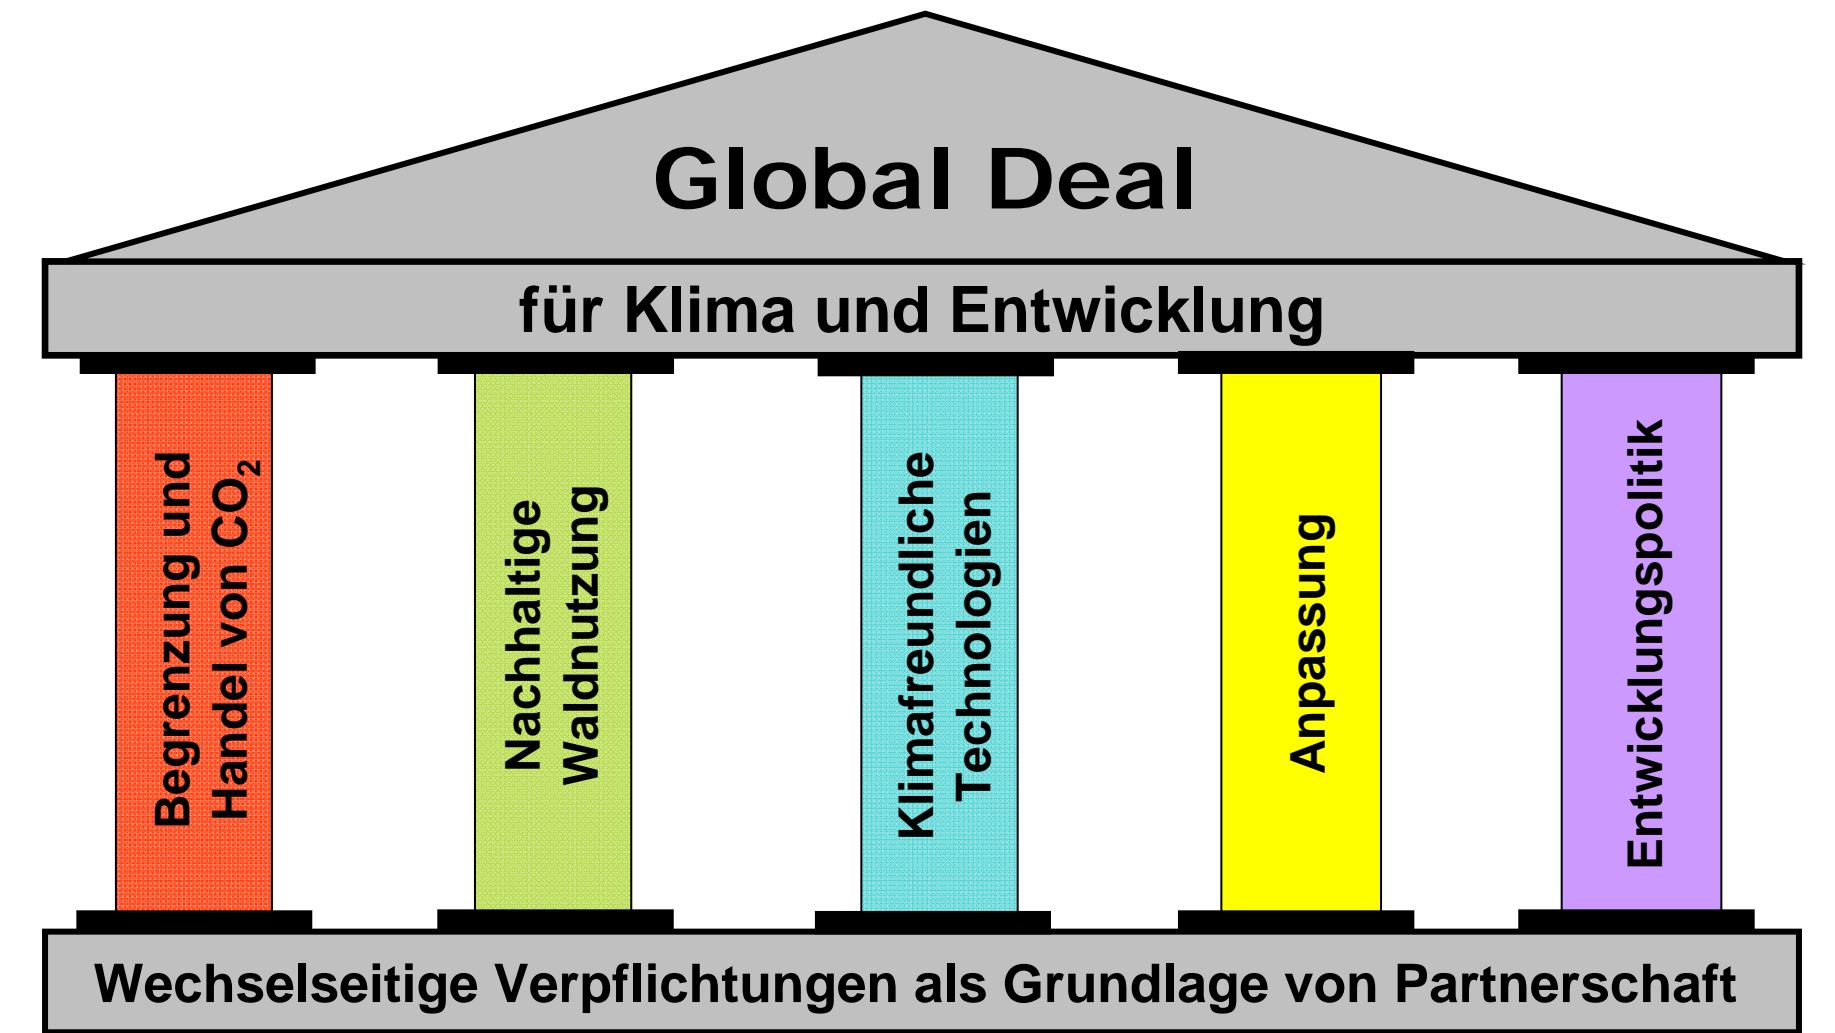 Global Deal
für Klima und Entwicklung
Begrenzung und
Handel von CO₂
Nachhaltige
Waldnutzung
Klimafreundliche
Technologien
Anpassung
Entwicklungspolitik
Wechselseitige Verpflichtungen als Grundlage von Partnerschaft